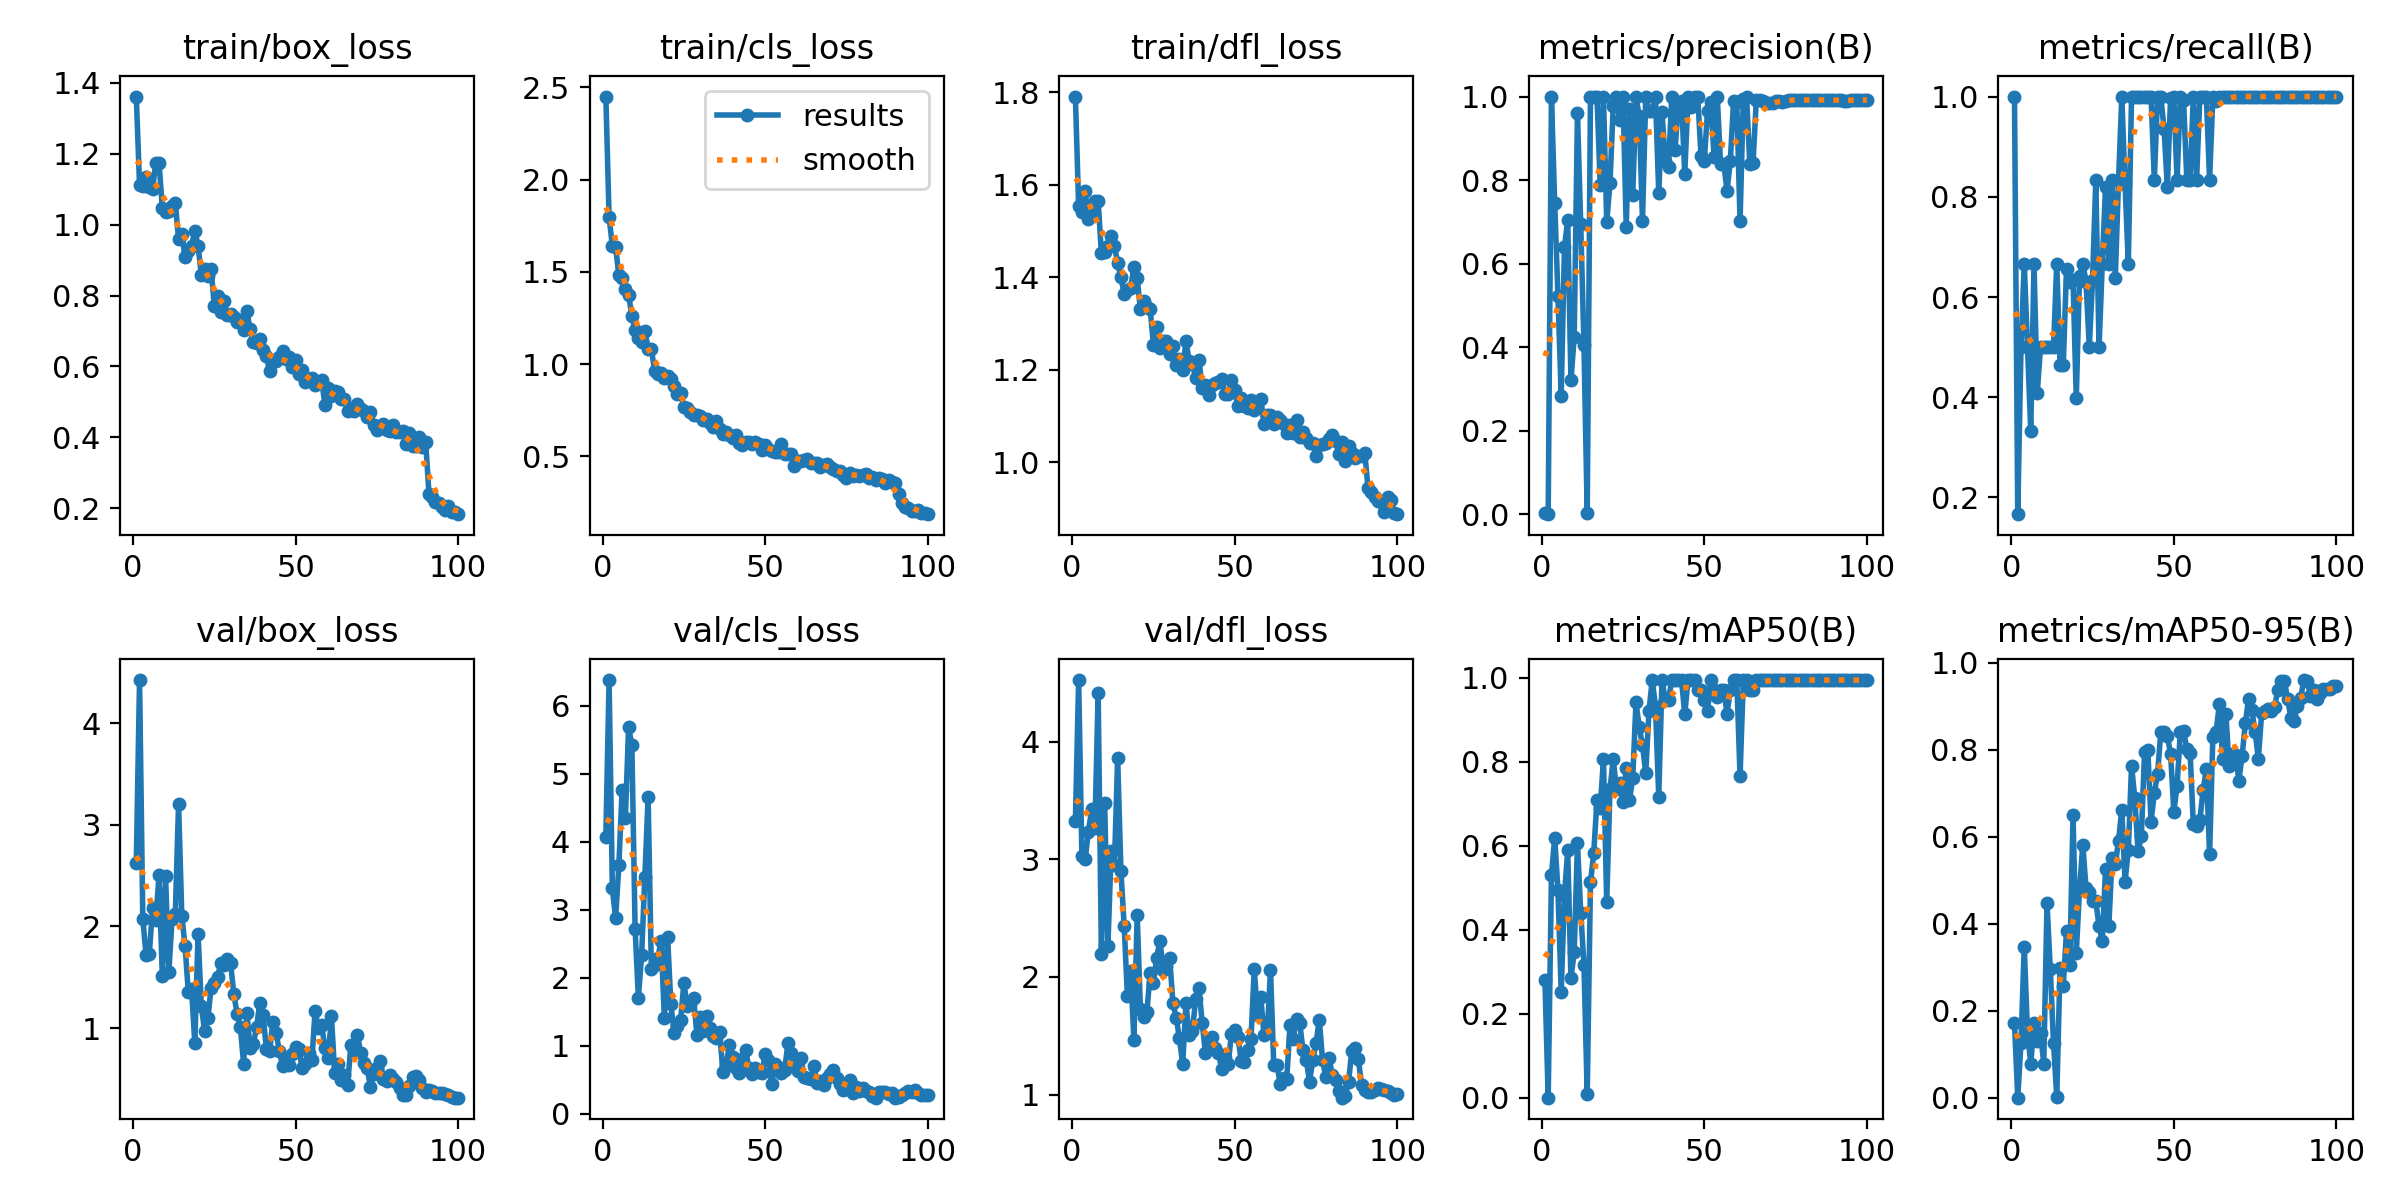 train/box_loss
1.4
1.2
1.0
0.8
0.6
0.4
0.2
0 50 100
train/cls_loss
results
smooth
2.5
2.0
1.5
1.0
0.5
0 50 100
train/dfl_loss
1.8
1.6
1.4
1.2
1.0
0 50 100
metrics/precision(B)
1.0
0.8
0.6
0.4
0.2
0.0
0 50 100
metrics/recall(B)
1.0
0.8
0.6
0.4
0.2
0 50 100
val/box_loss
4
3
2
1
0 50 100
val/cls_loss
6
5
4
3
2
1
0
0 50 100
val/dfl_loss
4
3
2
1
0 50 100
metrics/mAP50(B)
1.0
0.8
0.6
0.4
0.2
0.0
0 50 100
metrics/mAP50-95(B)
1.0
0.8
0.6
0.4
0.2
0.0
0 50 100